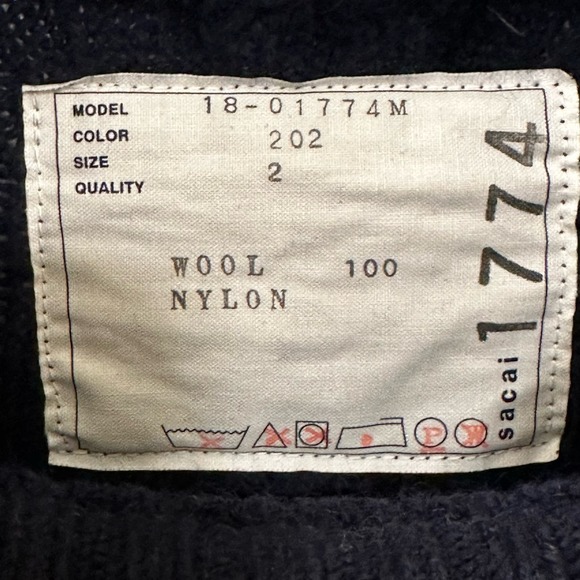 MODEL 18-01774M
COLOR 202
SIZE 2
QUALITY
WOOL 100
NYLON
sacai 1774
P
W